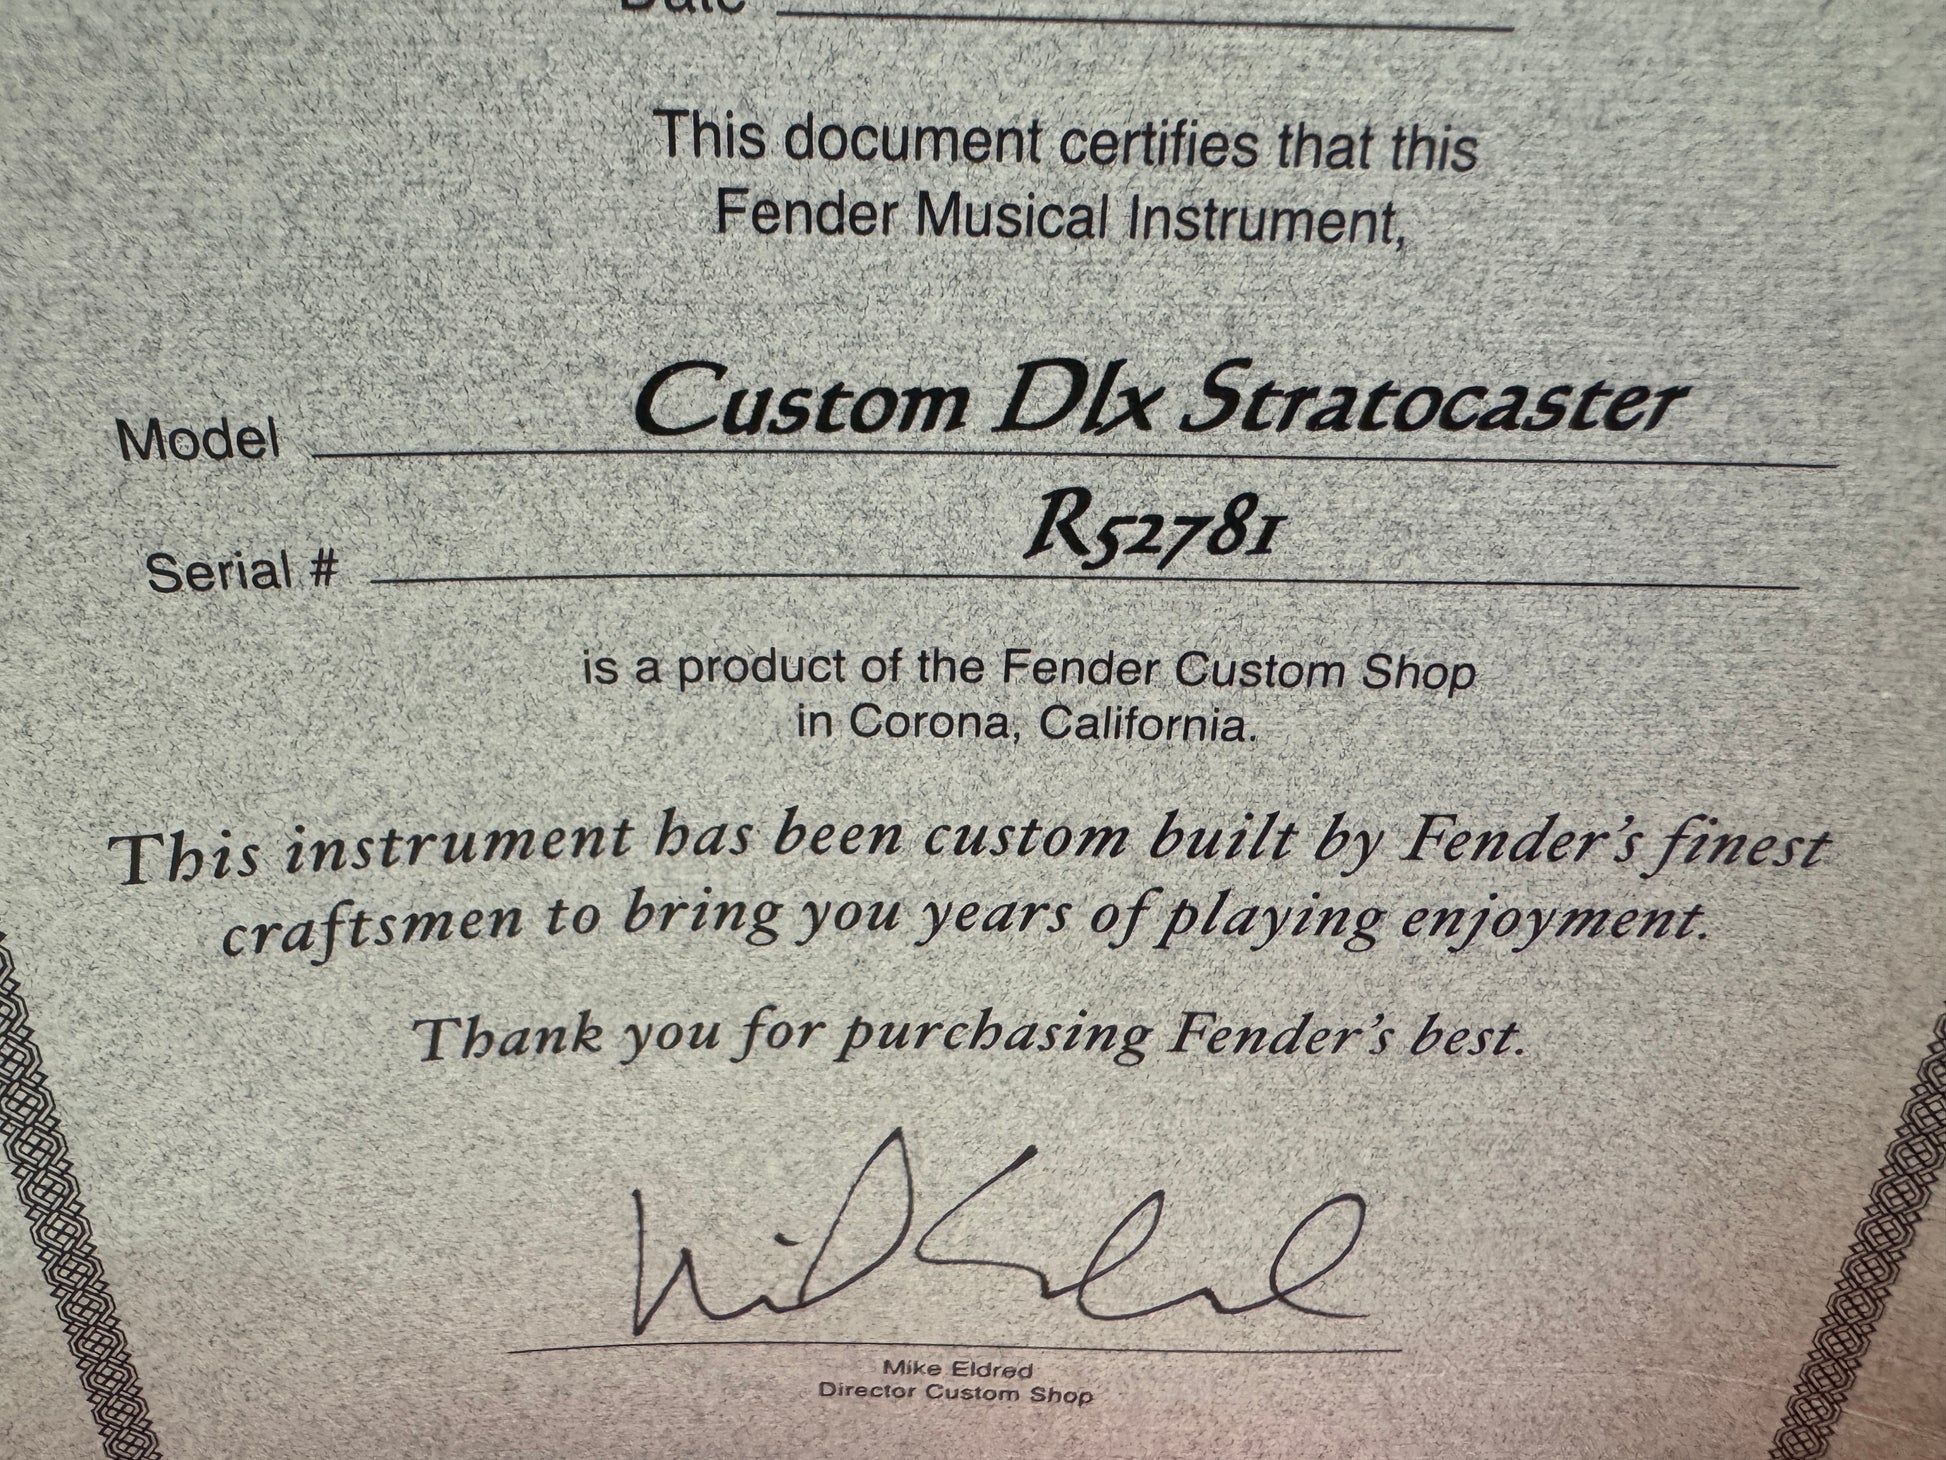 Date
This document certifies that this
Fender Musical Instrument,
Model Custom Dlx Stratocaster
Serial # R52781
is a product of the Fender Custom Shop
in Corona, California.
This instrument has been custom built by Fender's finest
craftsmen to bring you years of playing enjoyment.
Thank you for purchasing Fender's best.
Mike Eldred
Director Custom Shop